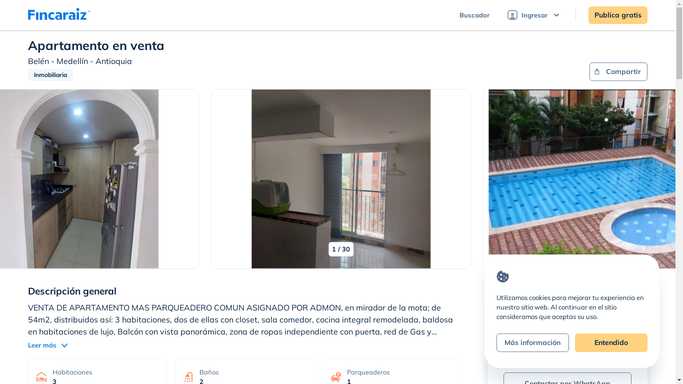 Fincaraiz
Buscador
Ingresar
Publica gratis
Apartamento en venta
Belén - Medellín - Antioquia
Inmobiliaria
Compartir
1 / 30
Descripción general
VENTA DE APARTAMENTO MAS PARQUEADERO COMUN ASIGNADO POR ADMON, en mirador de la mota; de
54m2, distribuidos así: 3 habitaciones, dos de ellas con closet, sala comedor, cocina integral remodelada, baldosa
en habitaciones de lujo, Balcón con vista panorámica, zona de ropas independiente con puerta, red de Gas y...
Leer más
Habitaciones
3
Baños
2
Parqueaderos
1
Utilizamos cookies para mejorar tu experiencia en
nuestro sitio web. Al continuar en el sitio
consideramos que aceptas su uso.
Más información
Entendido
Contactar por WhatsApp